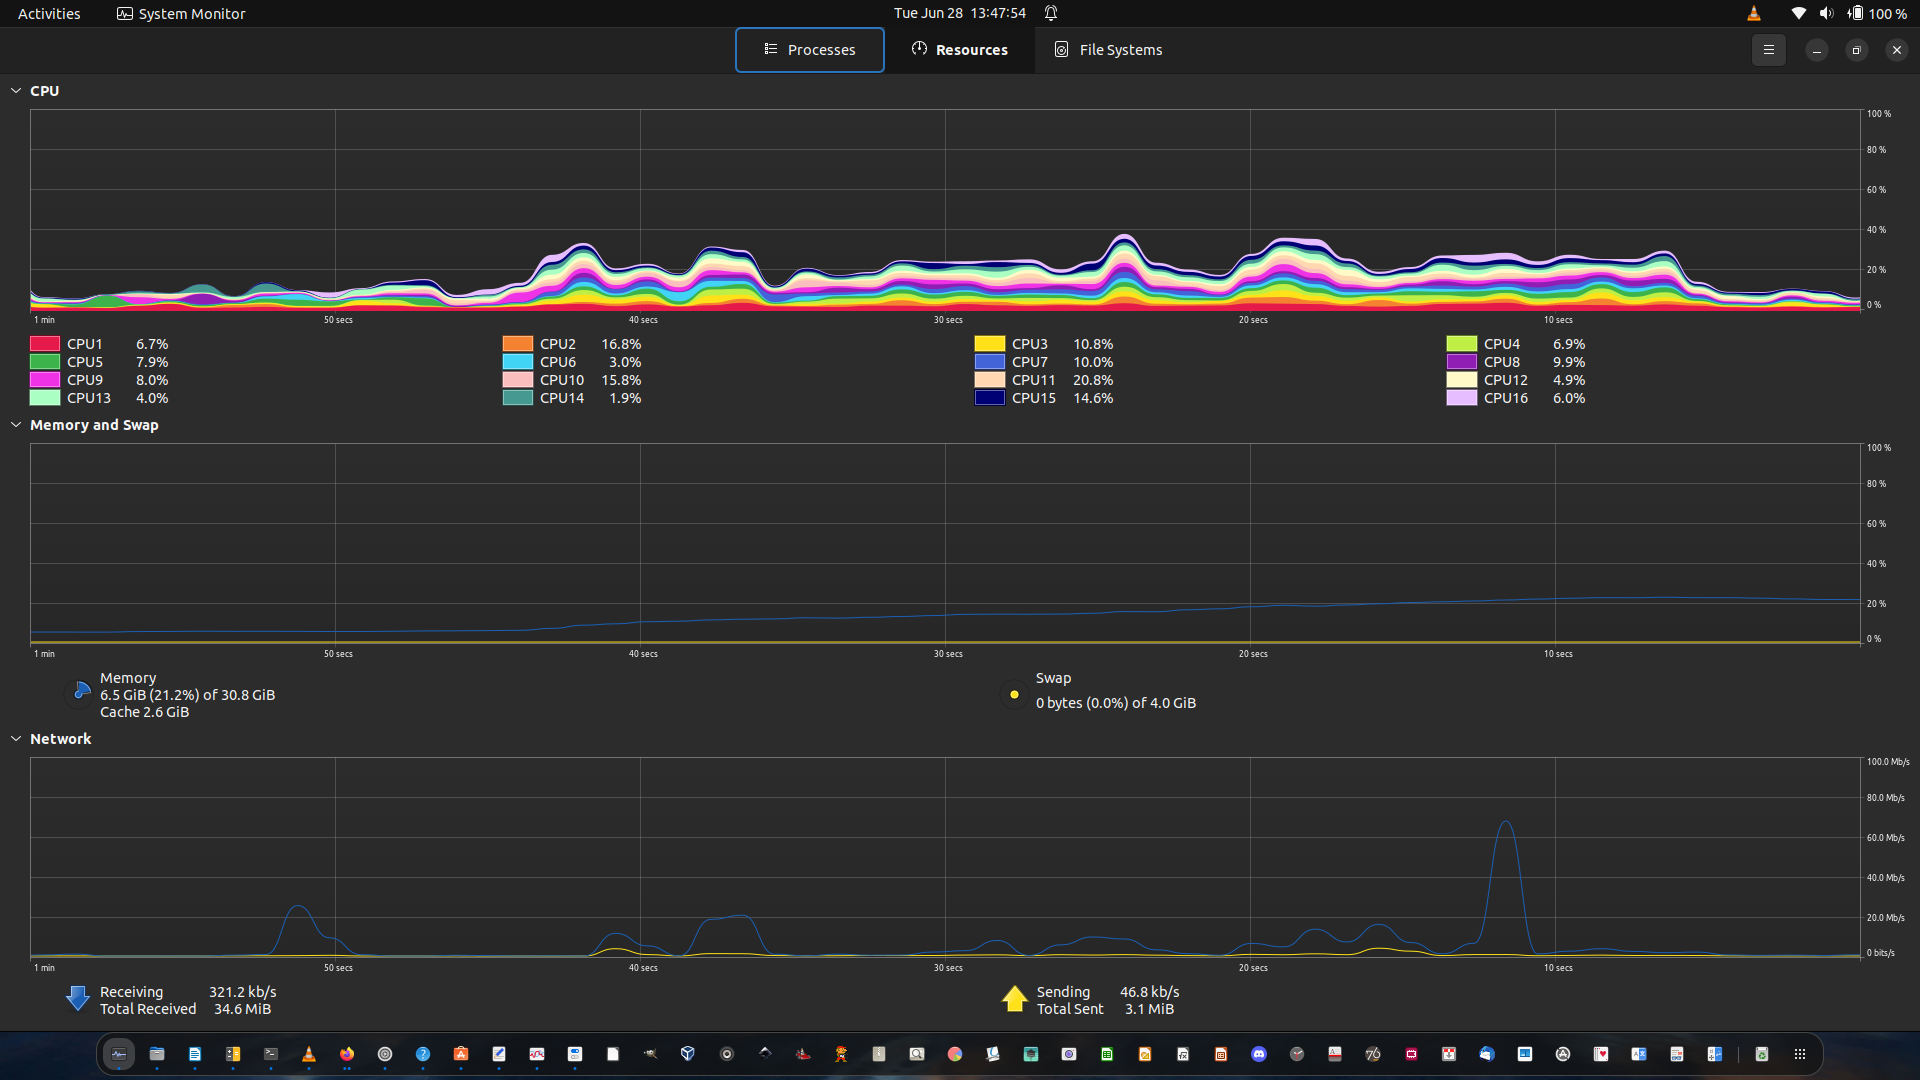 Activities System Monitor Tue Jun 28 13:47:54 100 %
Processes Resources File Systems
CPU
100 %
80 %
60 %
40 %
20 %
0 %
1 min 50 secs 40 secs 30 secs 20 secs 10 secs
CPU1 6.7% CPU2 16.8% CPU3 10.8% CPU4 6.9%
CPU5 7.9% CPU6 3.0% CPU7 10.0% CPU8 9.9%
CPU9 8.0% CPU10 15.8% CPU11 20.8% CPU12 4.9%
CPU13 4.0% CPU14 1.9% CPU15 14.6% CPU16 6.0%
Memory and Swap
100 %
80 %
60 %
40 %
20 %
0 %
1 min 50 secs 40 secs 30 secs 20 secs 10 secs
Memory
6.5 GiB (21.2%) of 30.8 GiB
Cache 2.6 GiB
Swap
0 bytes (0.0%) of 4.0 GiB
Network
100.0 Mb/s
80.0 Mb/s
60.0 Mb/s
40.0 Mb/s
20.0 Mb/s
0 bits/s
1 min 50 secs 40 secs 30 secs 20 secs 10 secs
Receiving 321.2 kb/s
Total Received 34.6 MiB
Sending 46.8 kb/s
Total Sent 3.1 MiB